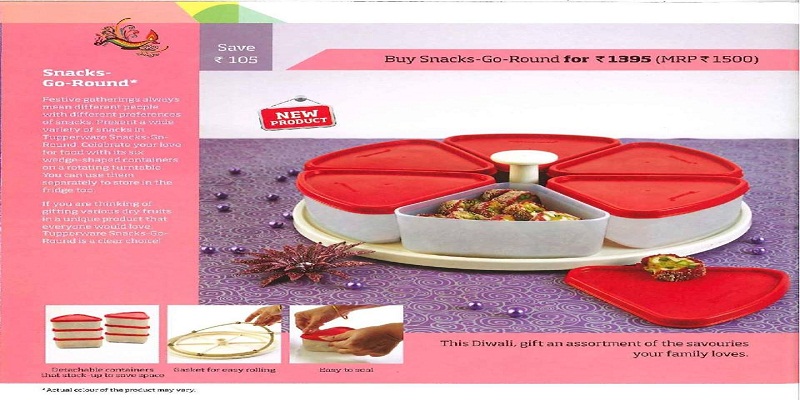 Save
₹ 105
Buy Snacks-Go-Round for ₹ 1395 (MRP ₹ 1500)
Snacks-
Go-Round*
Festive gatherings always
mean different people
with different preferences
of snacks. Present a wide
variety of snacks in
Tupperware Snacks-Go-
Round. Celebrate your love
for food with its six
wedge-shaped containers
on a rotating turntable.
You can use them
separately to store in the
fridge too.
If you are thinking of
gifting various dry fruits
in a unique product that
everyone would love,
Tupperware Snacks-Go-
Round is a clear choice!
NEW
PRODUCT
This Diwali, gift an assortment of the savouries
your family loves.
Detachable containers
that stack-up to save space
Gasket for easy rolling
Easy to seal
*Actual colour of the product may vary.